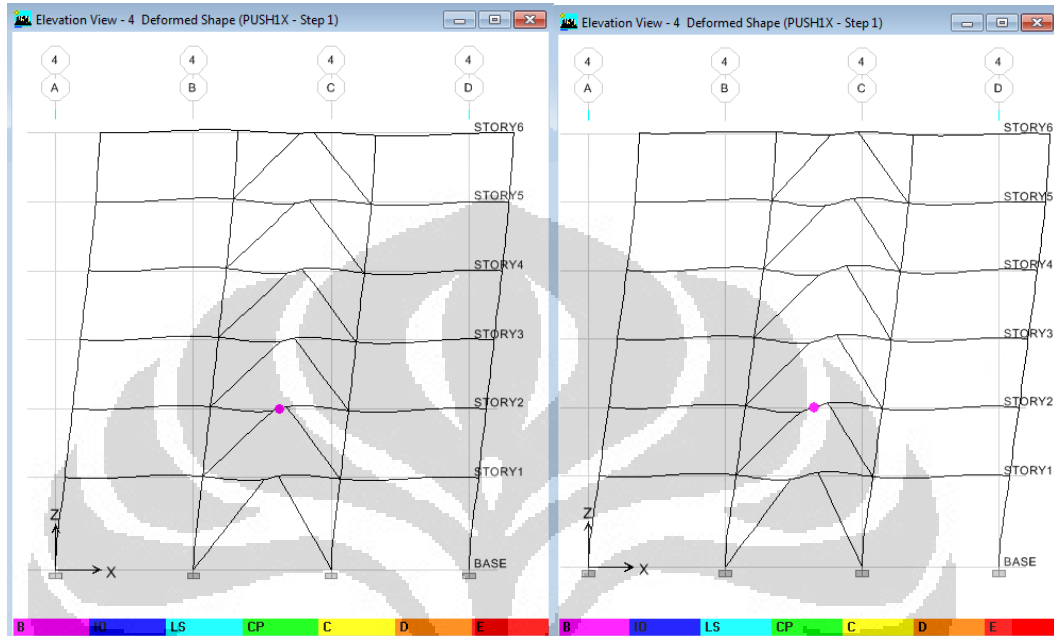 Elevation View - 4 Deformed Shape (PUSH1X - Step 1)
4 4 4 4
A B C D
STORY6
STORY5
STORY4
STORY3
STORY2
STORY1
Z
X
BASE
B IO LS CP C D E
Elevation View - 4 Deformed Shape (PUSH1X - Step 1)
4 4 4 4
A B C D
STORY6
STORY5
STORY4
STORY3
STORY2
STORY1
Z
X
BASE
B IO LS CP C D E